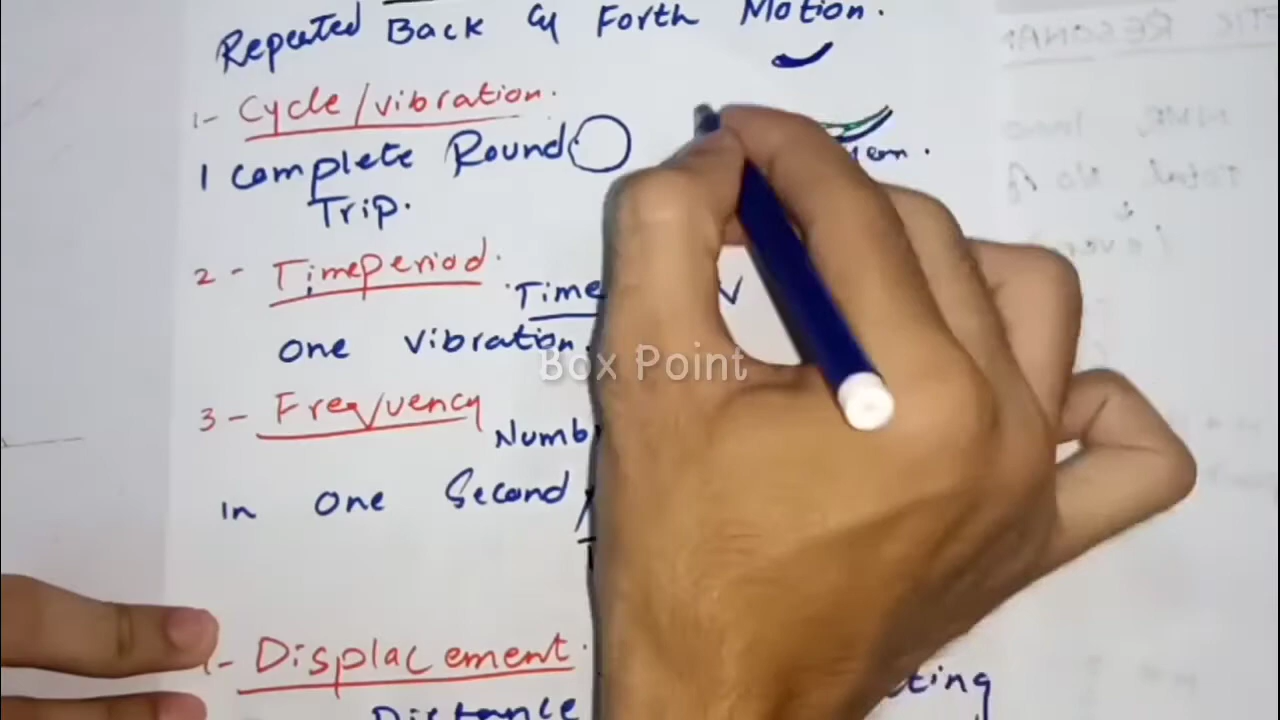 Repeated Back & Forth Motion.
1- Cycle/vibration.
1 complete Round
Trip.
2- Timeperiod.
Time
one vibration.
3- Frequency
Numb
in one Second
Displacement.
Distance
Box Point